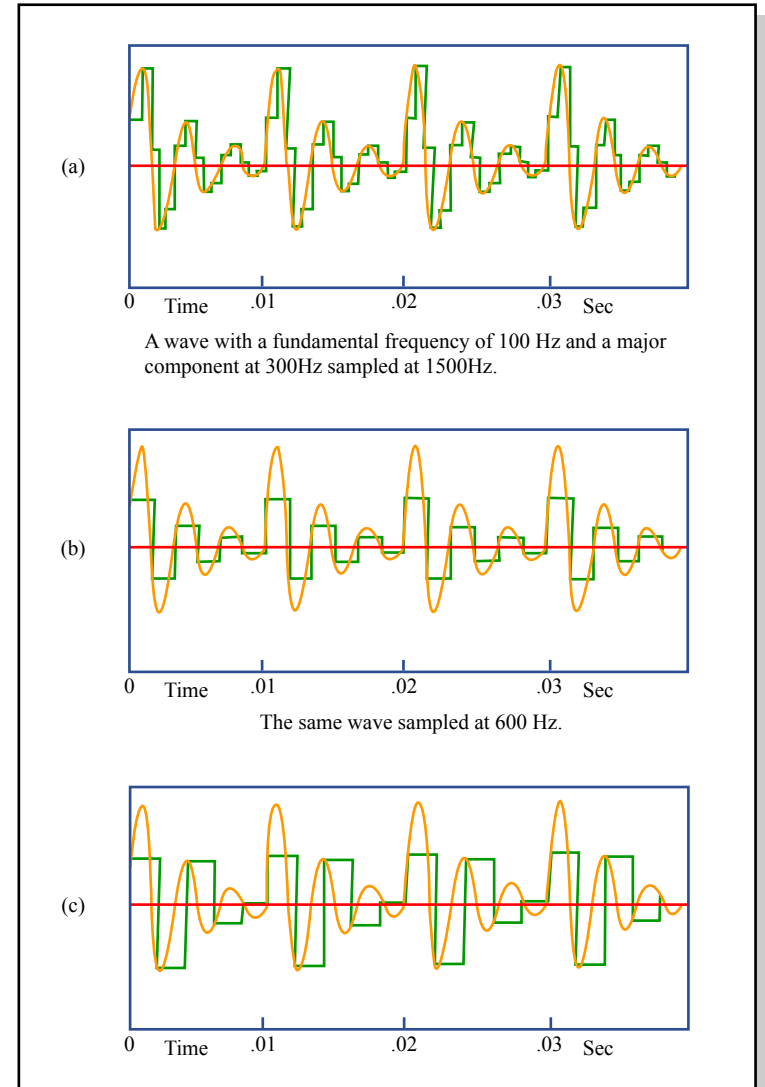 (a)
0 Time .01 .02 .03 Sec
A wave with a fundamental frequency of 100 Hz and a major
component at 300Hz sampled at 1500Hz.
(b)
0 Time .01 .02 .03 Sec
The same wave sampled at 600 Hz.
(c)
0 Time .01 .02 .03 Sec